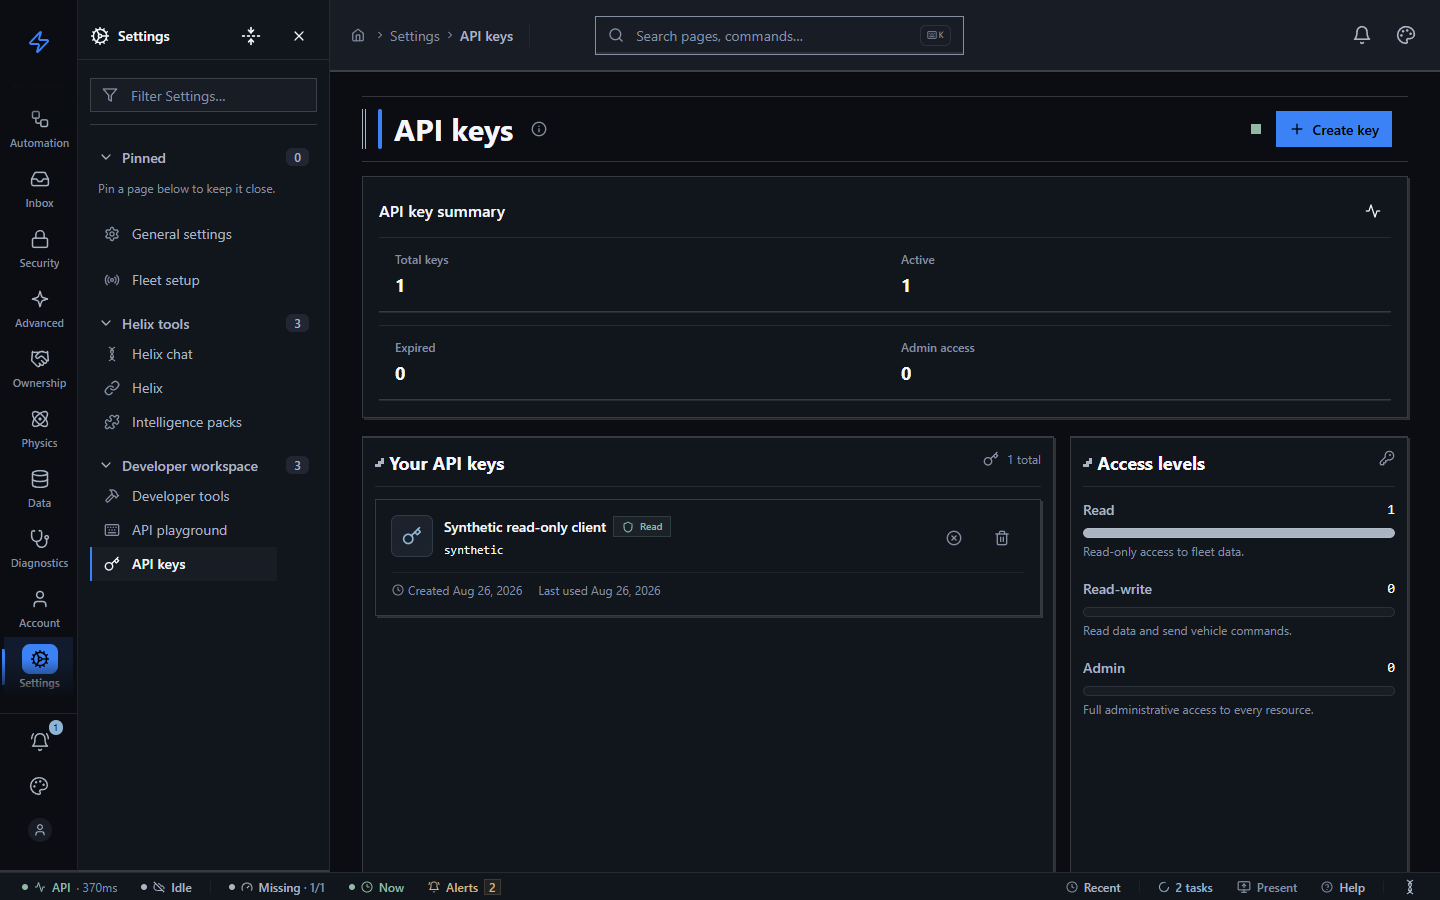 Automation
Inbox
Security
Advanced
Ownership
Physics
Data
Diagnostics
Account
Settings
1
Settings
Filter Settings...
Pinned
0
Pin a page below to keep it close.
General settings
Fleet setup
Helix tools
3
Helix chat
Helix
Intelligence packs
Developer workspace
3
Developer tools
API playground
API keys
Settings
API keys
Search pages, commands...
K
API keys
Create key
API key summary
Total keys
1
Active
1
Expired
0
Admin access
0
Your API keys
1 total
Synthetic read-only client
Read
synthetic
Created Aug 26, 2026
Last used Aug 26, 2026
Access levels
Read
1
Read-only access to fleet data.
Read-write
0
Read data and send vehicle commands.
Admin
0
Full administrative access to every resource.
API · 370ms
Idle
Missing · 1/1
Now
Alerts 2
Recent
2 tasks
Present
Help